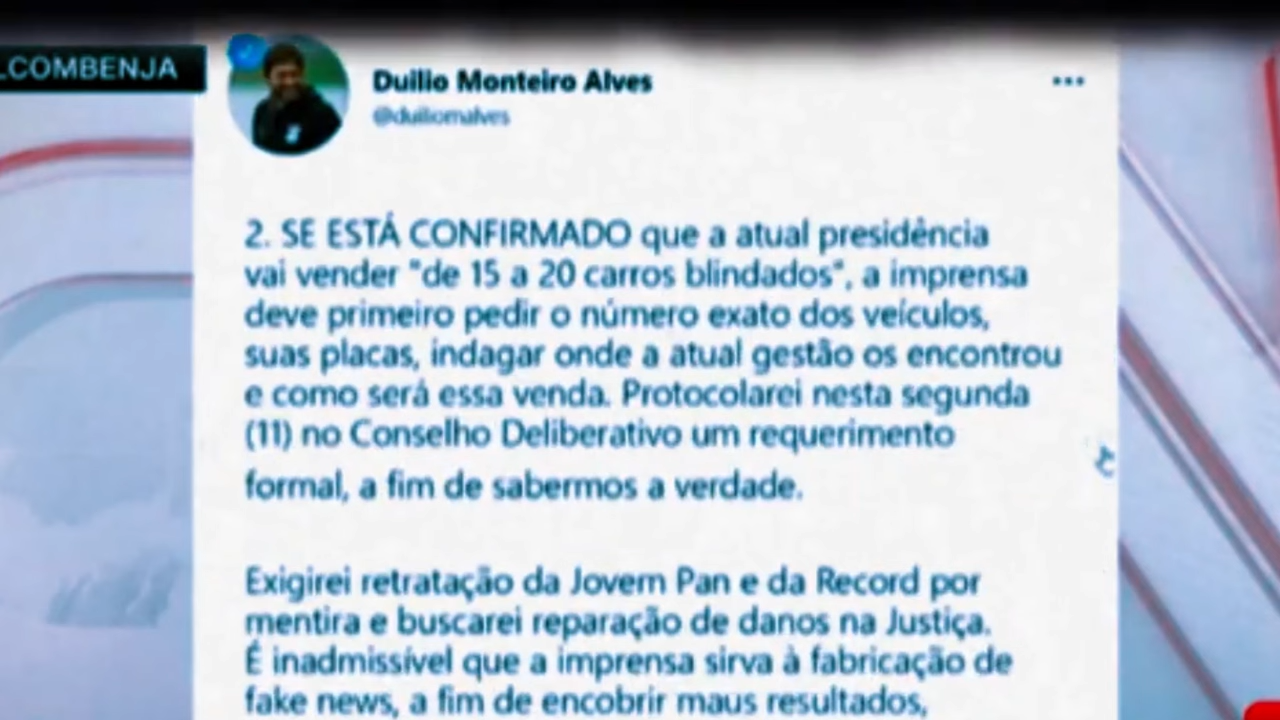 LCOMBENJA
Duilio Monteiro Alves
@duiliomalves
2. SE ESTÁ CONFIRMADO que a atual presidência
vai vender "de 15 a 20 carros blindados", a imprensa
deve primeiro pedir o número exato dos veículos,
suas placas, indagar onde a atual gestão os encontrou
e como será essa venda. Protocolarei nesta segunda
(11) no Conselho Deliberativo um requerimento
formal, a fim de sabermos a verdade.
Exigirei retratação da Jovem Pan e da Record por
mentira e buscarei reparação de danos na Justiça.
É inadmissível que a imprensa sirva à fabricação de
fake news, a fim de encobrir maus resultados,